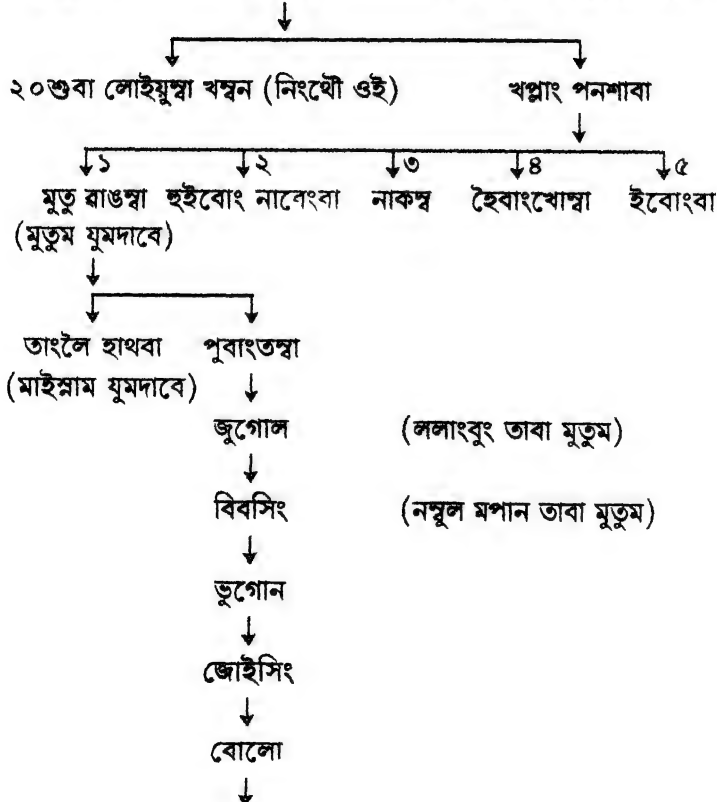 ২০শুবা লোইয়ুম্বা খম্বন (নিংথৌ ওই) খপ্লাং পনশাবা
১ ২ ৩ ৪ ৫
মুতু ৱাঙম্বা হুইবোং নাবেংবা নাকম্ব হৈবাংখোম্বা ইবোংবা
(মুতুম য়ুমদাবে)
তাংলৈ হাথবা পুবাংতম্বা
(মাইস্নাম য়ুমদাবে)
জুগোল (ললাংবুং তাবা মুতুম)
বিবসিং (নম্বূল মপান তাবা মুতুম)
ভুগোন
জোইসিং
বোলো